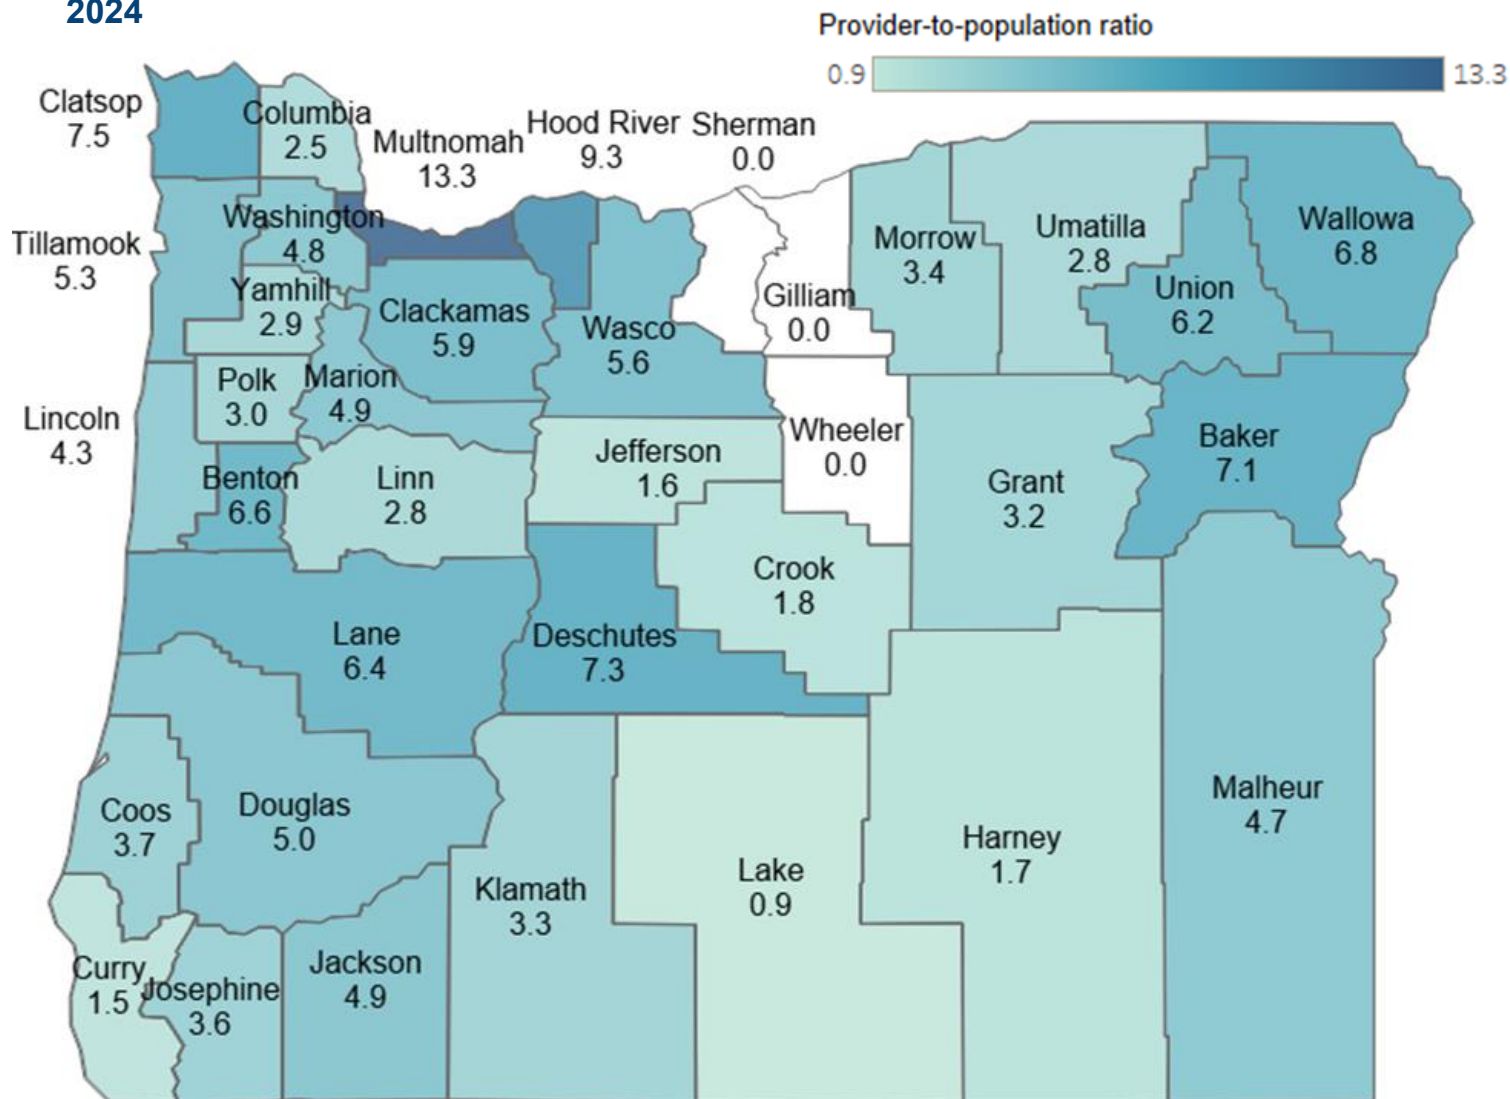 2024
Provider-to-population ratio
0.9
13.3
Clatsop
7.5
Columbia
2.5
Multnomah
13.3
Hood River
9.3
Sherman
0.0
Tillamook
5.3
Washington
4.8
Yamhill
2.9
Clackamas
5.9
Wasco
5.6
Gilliam
0.0
Morrow
3.4
Umatilla
2.8
Union
6.2
Wallowa
6.8
Lincoln
4.3
Polk
3.0
Marion
4.9
Jefferson
1.6
Wheeler
0.0
Grant
3.2
Baker
7.1
Benton
6.6
Linn
2.8
Crook
1.8
Lane
6.4
Deschutes
7.3
Coos
3.7
Douglas
5.0
Klamath
3.3
Lake
0.9
Harney
1.7
Malheur
4.7
Curry
1.5
Josephine
3.6
Jackson
4.9